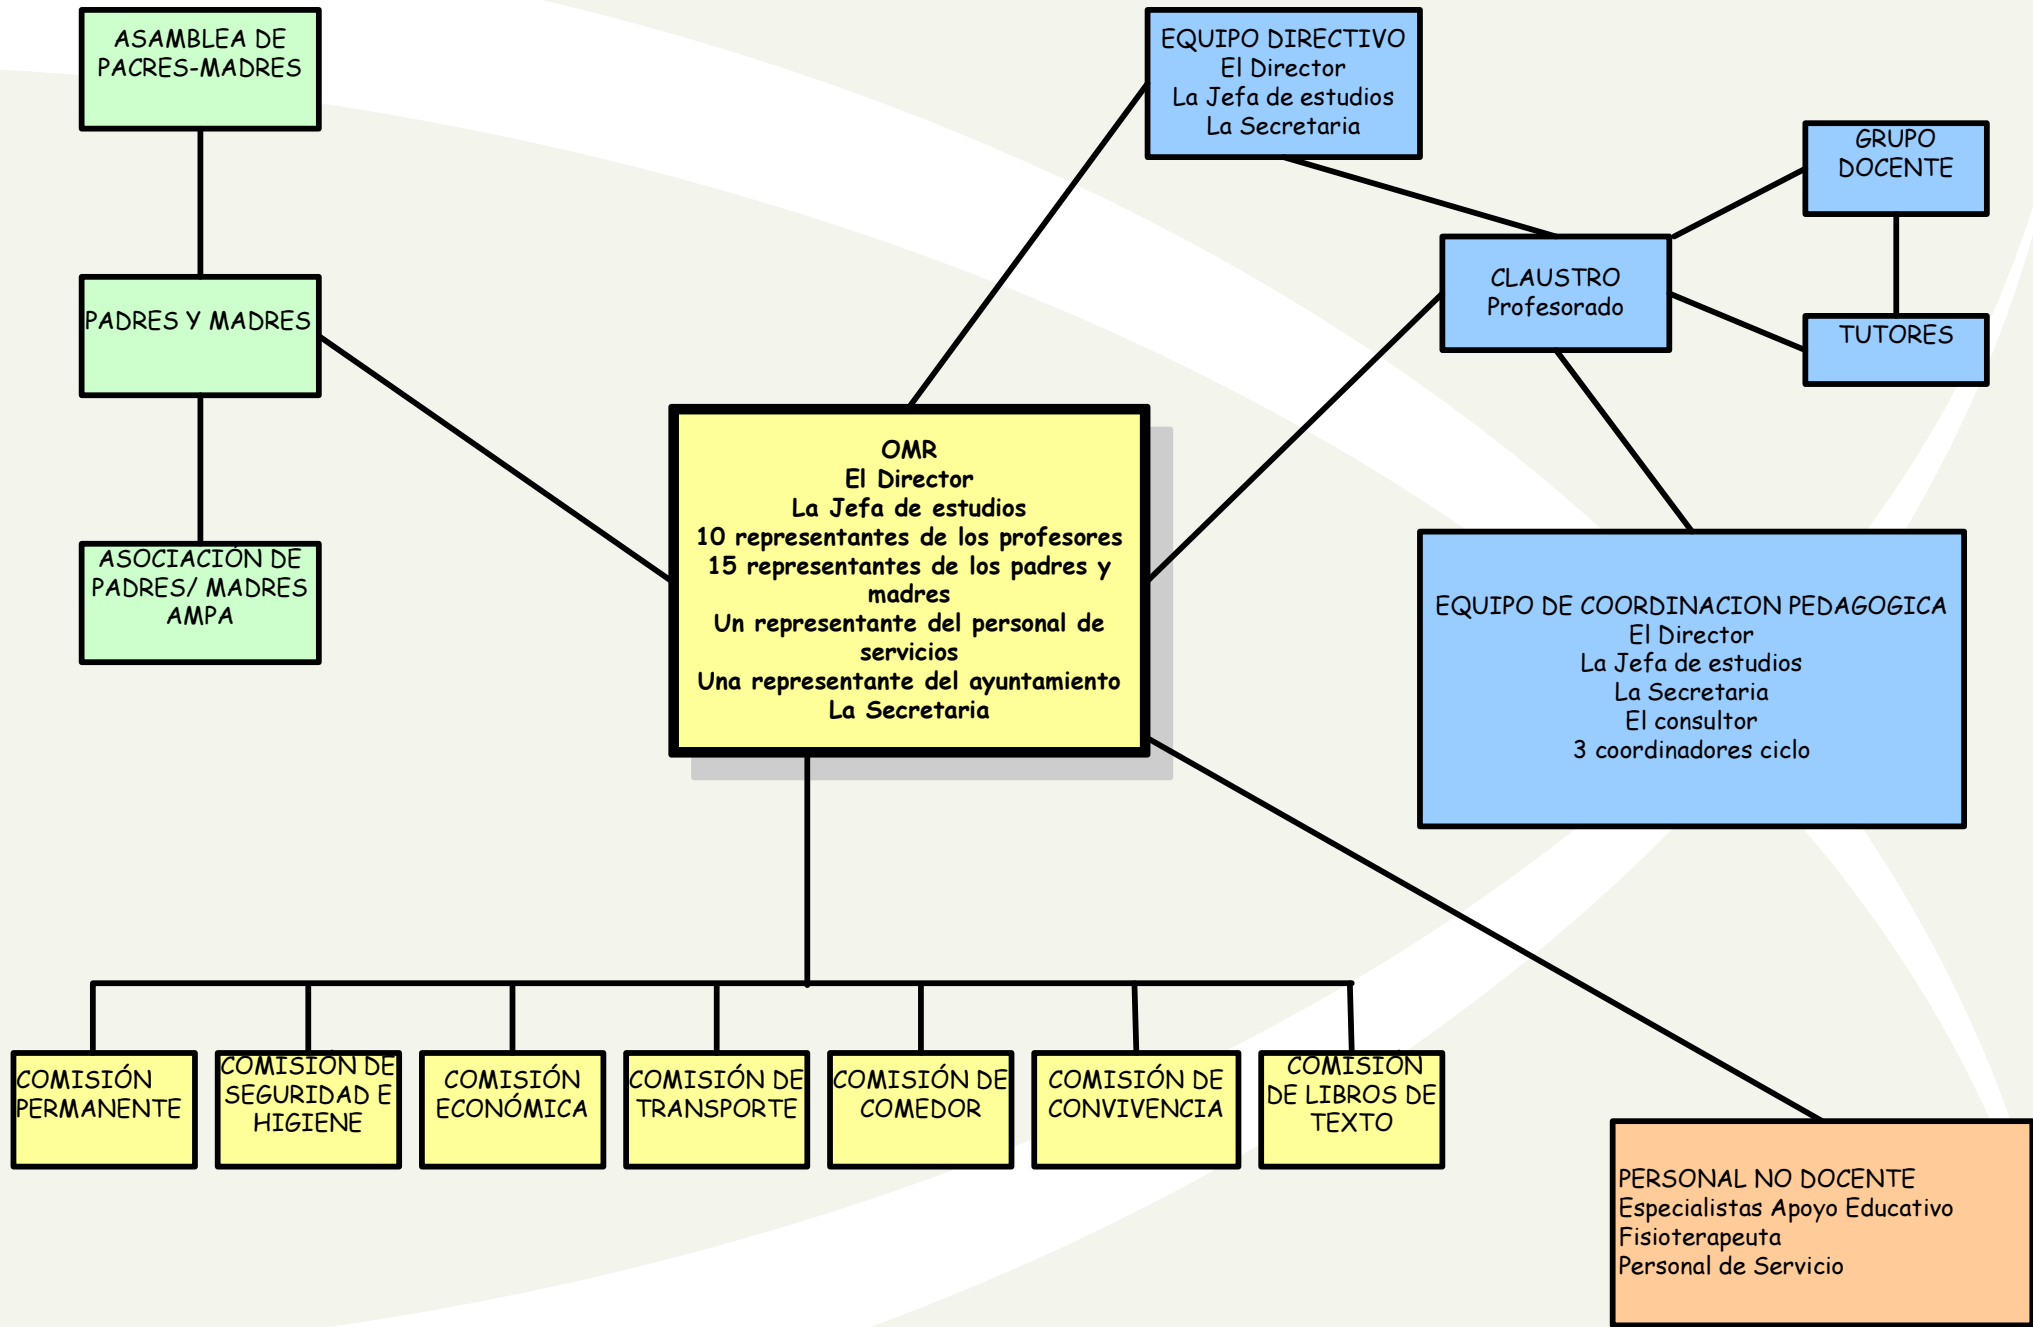 ASAMBLEA DE
PACRES-MADRES
EQUIPO DIRECTIVO
El Director
La Jefa de estudios
La Secretaria
GRUPO
DOCENTE
CLAUSTRO
Profesorado
TUTORES
PADRES Y MADRES
ASOCIACIÓN DE
PADRES/ MADRES
AMPA
OMR
El Director
La Jefa de estudios
10 representantes de los profesores
15 representantes de los padres y
madres
Un representante del personal de
servicios
Una representante del ayuntamiento
La Secretaria
EQUIPO DE COORDINACION PEDAGOGICA
El Director
La Jefa de estudios
La Secretaria
El consultor
3 coordinadores ciclo
COMISIÓN
PERMANENTE
COMISIÓN DE
SEGURIDAD E
HIGIENE
COMISIÓN
ECONÓMICA
COMISIÓN DE
TRANSPORTE
COMISIÓN DE
COMEDOR
COMISIÓN DE
CONVIVENCIA
COMISIÓN
DE LIBROS DE
TEXTO
PERSONAL NO DOCENTE
Especialistas Apoyo Educativo
Fisioterapeuta
Personal de Servicio